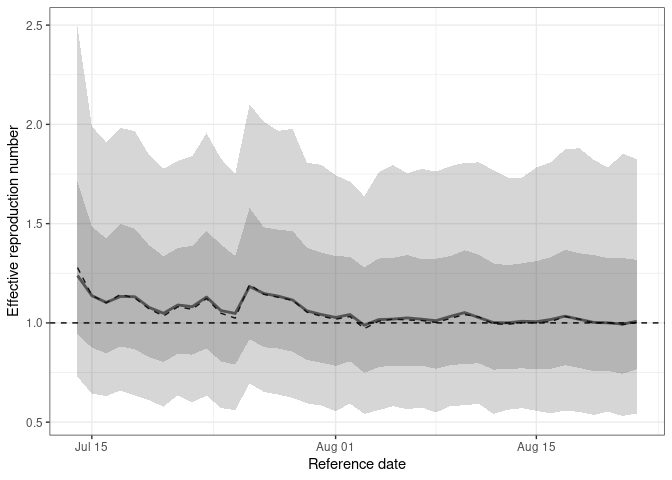 Effective reproduction number
2.5
2.0
1.5
1.0
0.5
Jul 15
Aug 01
Aug 15
Reference date